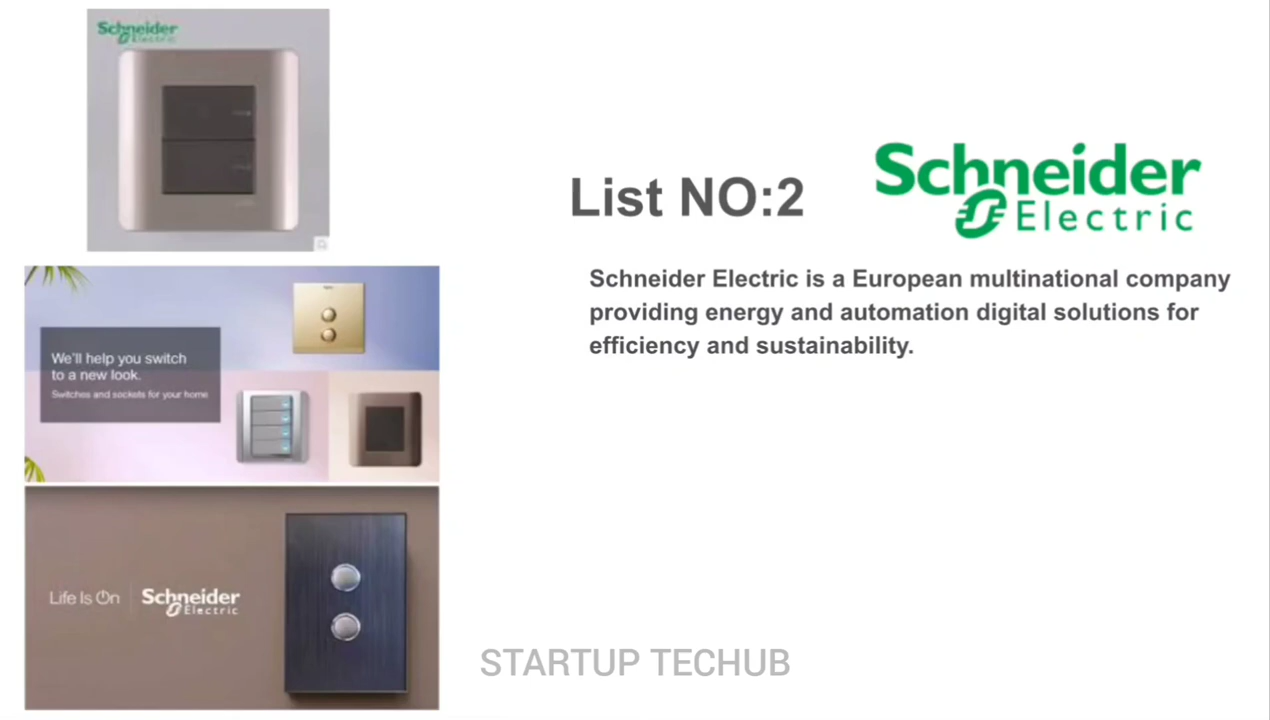 Schneider
Electric
We'll help you switch
to a new look.
Switches and sockets for your home
Life Is On
Schneider
Electric
List NO:2
Schneider
Electric
Schneider Electric is a European multinational company
providing energy and automation digital solutions for
efficiency and sustainability.
STARTUP TECHUB